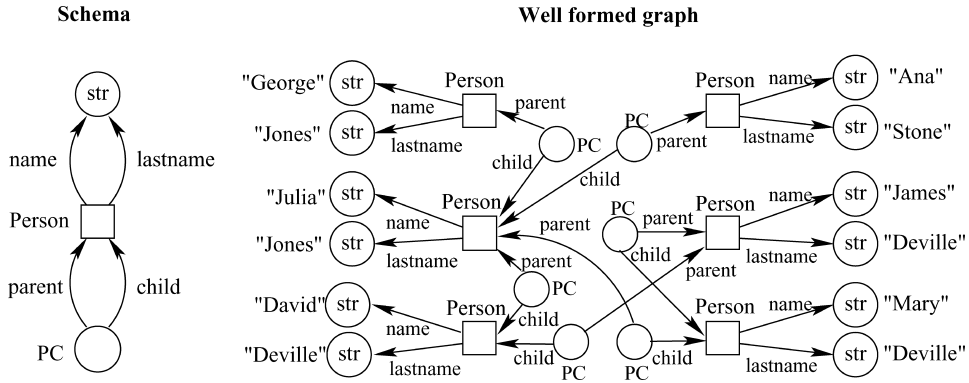 Schema
str
name
lastname
Person
parent
child
PC
Well formed graph
"George"
str
Person
name
parent
"Jones"
str
lastname
PC
child
Person
name
str
"Ana"
PC
parent
lastname
str
"Stone"
child
"Julia"
str
Person
name
parent
"Jones"
str
lastname
parent
PC
child
PC
parent
child
Person
name
str
"James"
lastname
str
"Deville"
parent
"David"
str
Person
name
"Deville"
str
lastname
child
PC
PC
child
Person
name
str
"Mary"
lastname
str
"Deville"